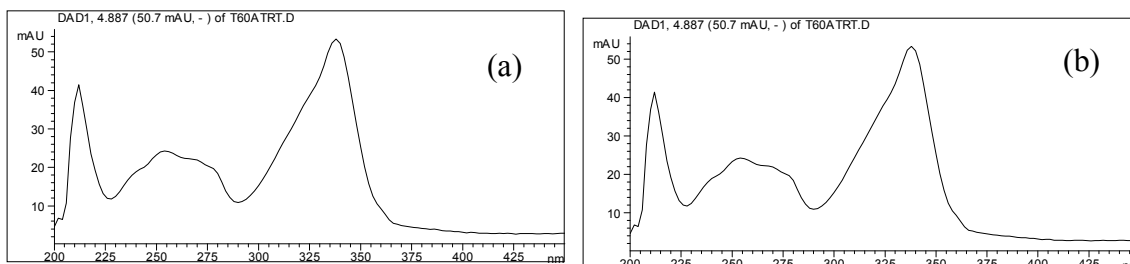 DAD1, 4.887 (50.7 mAU, - ) of T60ATRT.D
mAU
50
40
30
20
10
200 225 250 275 300 325 350 375 400 425 nm
(a)
DAD1, 4.887 (50.7 mAU, - ) of T60ATRT.D
mAU
50
40
30
20
10
200 225 250 275 300 325 350 375 400 425 nm
(b)